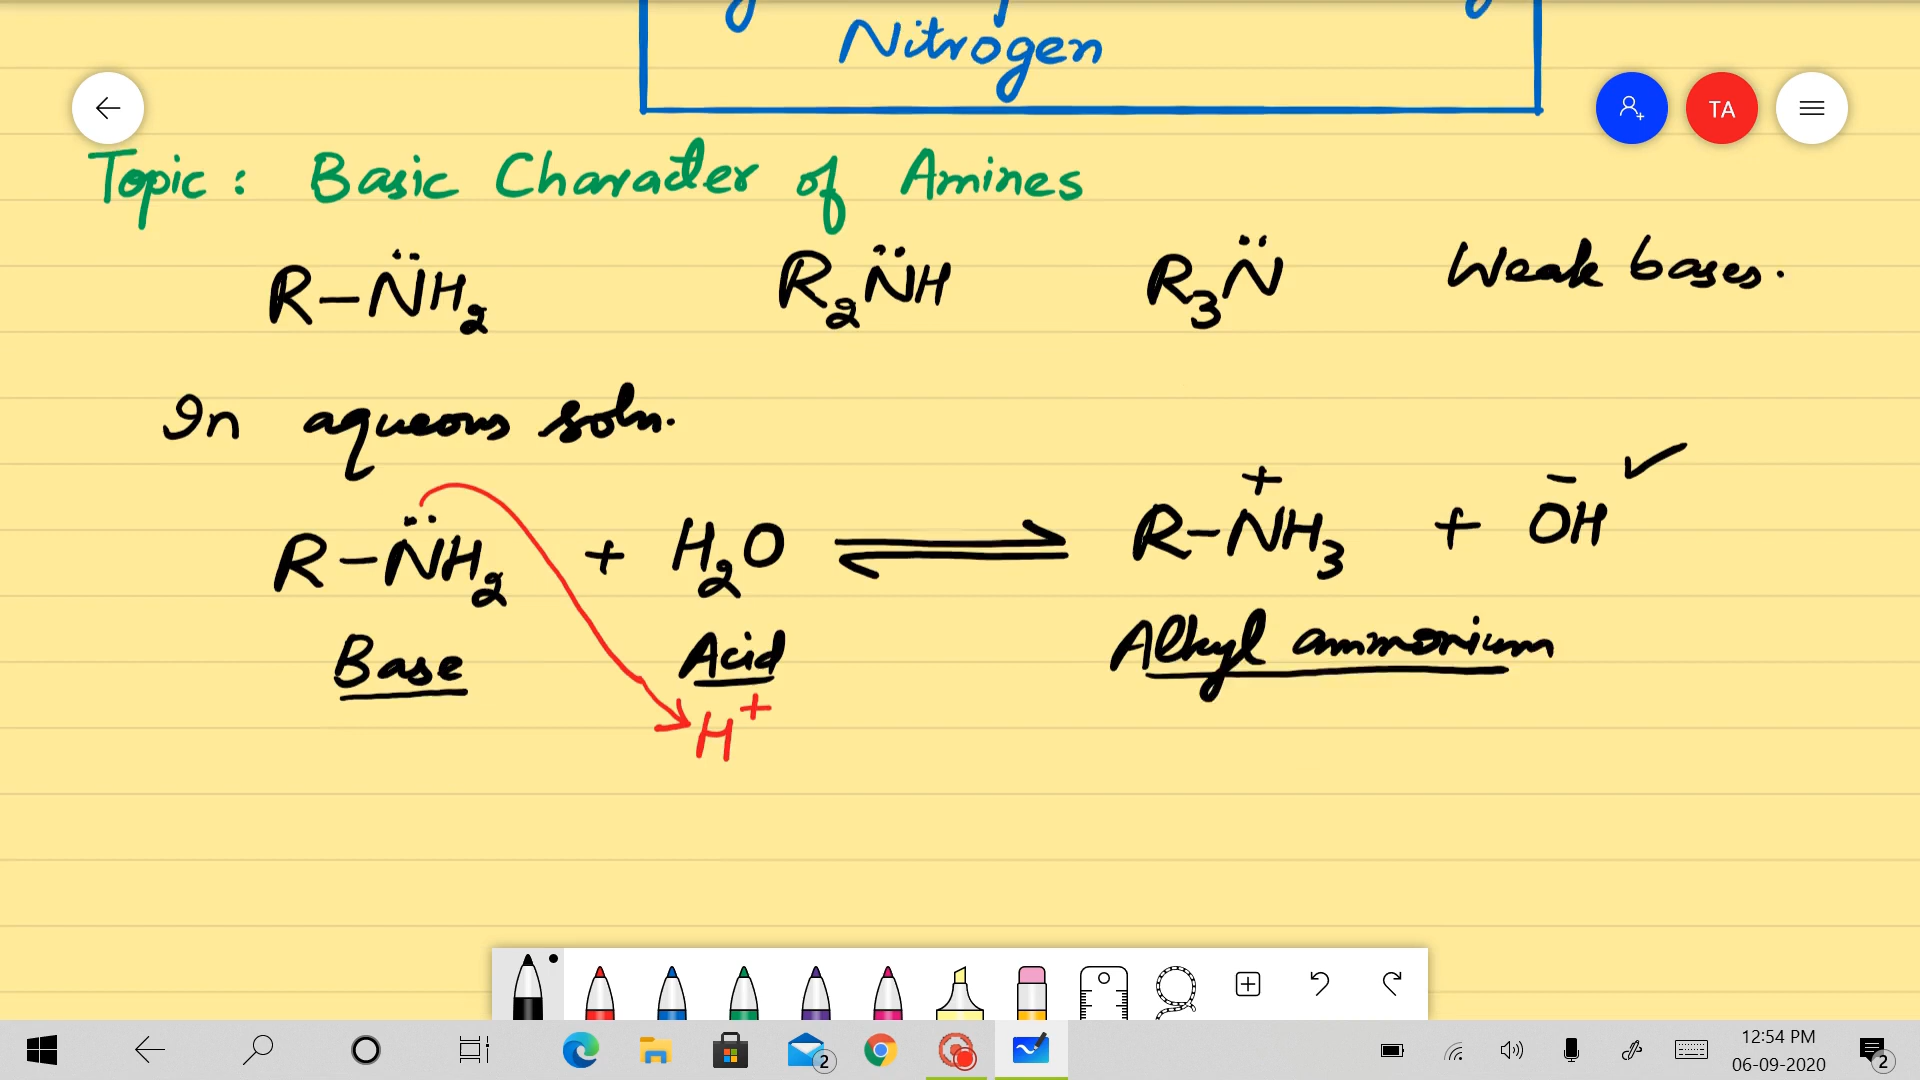 Nitrogen
TA
Topic: Basic Character of Amines
R-N̈H₂ R₂N̈H R₃N̈ Weak bases.
In aqueous soln.
R-N̈H₂ + H₂O ⇌ R-N⁺H₃ + ŌH ✓
Base Acid Alkyl ammonium
H⁺
2
12:54 PM
06-09-2020
2